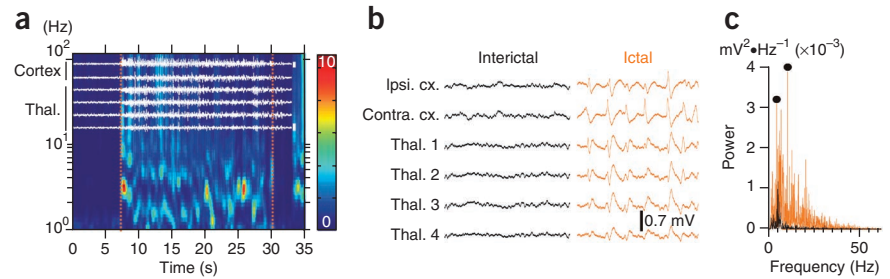 a
(Hz)
10²
Cortex
Thal.
10¹
10⁰
0 5 10 15 20 25 30 35
Time (s)
10
0
b
Interictal
Ictal
Ipsi. cx.
Contra. cx.
Thal. 1
Thal. 2
Thal. 3
Thal. 4
0.7 mV
c
mV²•Hz⁻¹ (×10⁻³)
4
3
2
1
0
Power
0 50
Frequency (Hz)